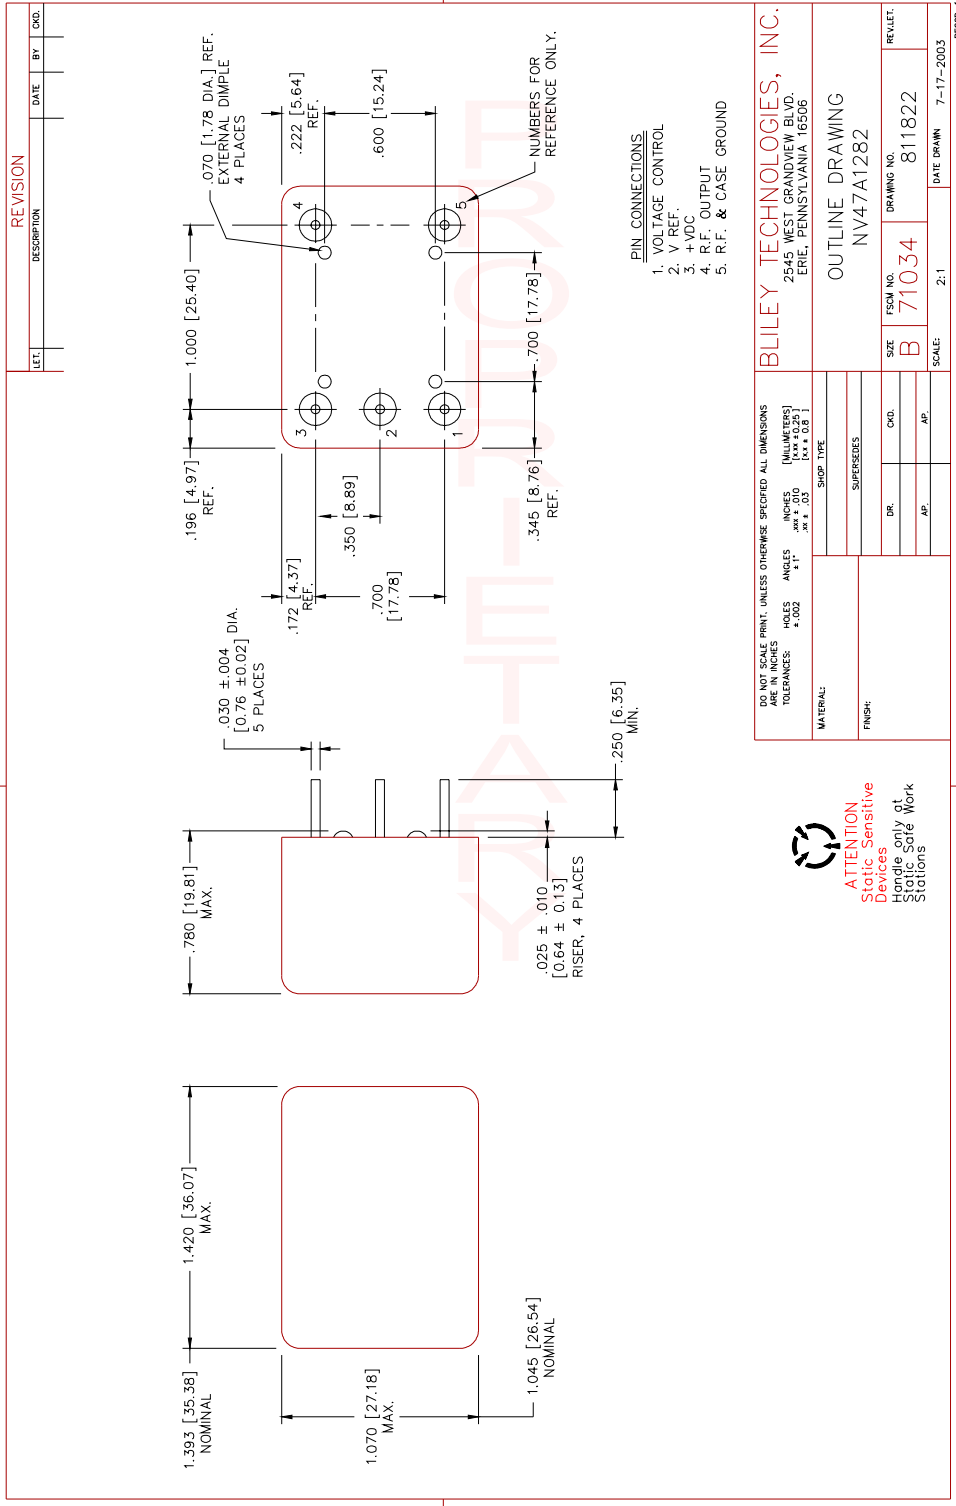 REVISION
LET.
DESCRIPTION
DATE
BY
CKD.
1.393 [35.38]
NOMINAL
1.420 [36.07]
MAX.
1.070 [27.18]
MAX.
1.045 [26.54]
NOMINAL
.780 [19.81]
MAX.
.030 ±.004 DIA.
[0.76 ±0.02]
5 PLACES
.025 ± .010
[0.64 ± 0.13]
RISER, 4 PLACES
.250 [6.35]
MIN.
.196 [4.97]
REF.
1.000 [25.40]
.070 [1.78 DIA.] REF.
EXTERNAL DIMPLE
4 PLACES
.222 [5.64]
REF.
.600 [15.24]
.172 [4.37]
REF.
.350 [8.89]
.700
[17.78]
.345 [8.76]
REF.
.700 [17.78]
NUMBERS FOR
REFERENCE ONLY.
3
4
2
1
5
PROPRIETARY
PIN CONNECTIONS
1. VOLTAGE CONTROL
2. V REF.
3. +VDC
4. R.F. OUTPUT
5. R.F. & CASE GROUND
ATTENTION
Static Sensitive
Devices
Handle only at
Static Safe Work
Stations
DO NOT SCALE PRINT. UNLESS OTHERWISE SPECIFIED ALL DIMENSIONS
ARE IN INCHES
TOLERANCES:
HOLES
±.002
ANGLES
±1°
INCHES
.xxx ± .010
.xx ± .03
[MILLIMETERS]
[x.xx ± 0.25]
[x.x ± 0.8 ]
MATERIAL:
FINISH:
SHOP TYPE
SUPERSEDES
DR.
CKD.
AP.
AP.
BLILEY TECHNOLOGIES, INC.
2545 WEST GRANDVIEW BLVD.
ERIE, PENNSYLVANIA 16506
OUTLINE DRAWING
NV47A1282
SIZE
B
FSCM NO.
71034
DRAWING NO.
811822
REV.LET.
SCALE:
2:1
DATE DRAWN
7-17-2003